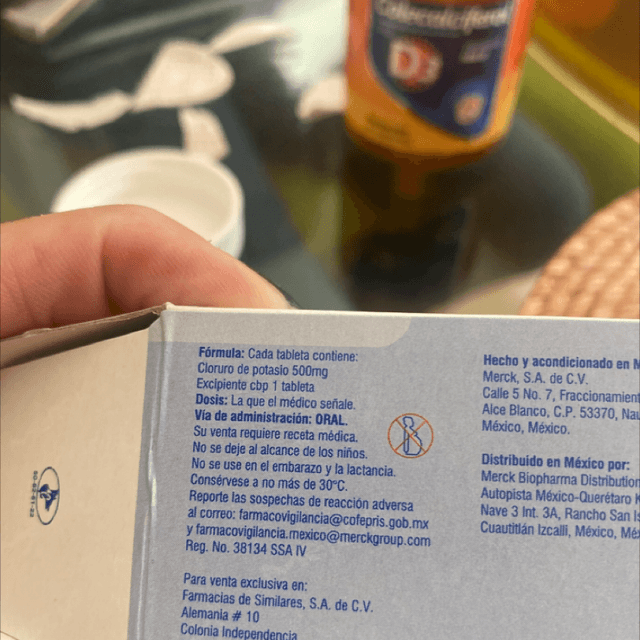 Colecalciferol
D3
Fórmula: Cada tableta contiene:
Cloruro de potasio 500mg
Excipiente cbp 1 tableta
Dosis: La que el médico señale.
Vía de administración: ORAL.
Su venta requiere receta médica.
No se deje al alcance de los niños.
No se use en el embarazo y la lactancia.
Consérvese a no más de 30°C.
Reporte las sospechas de reacción adversa
al correo: farmacovigilancia@cofepris.gob.mx
y farmacovigilancia.mexico@merckgroup.com
Reg. No. 38134 SSA IV
Para venta exclusiva en:
Farmacias de Similares, S.A. de C.V.
Alemania # 10
Colonia Independencia
Hecho y acondicionado en M
Merck, S.A. de C.V.
Calle 5 No. 7, Fraccionamient
Alce Blanco, C.P. 53370, Nau
México, México.
Distribuido en México por:
Merck Biopharma Distribution
Autopista México-Querétaro K
Nave 3 Int. 3A, Rancho San Is
Cuautitlán Izcalli, México, Mé